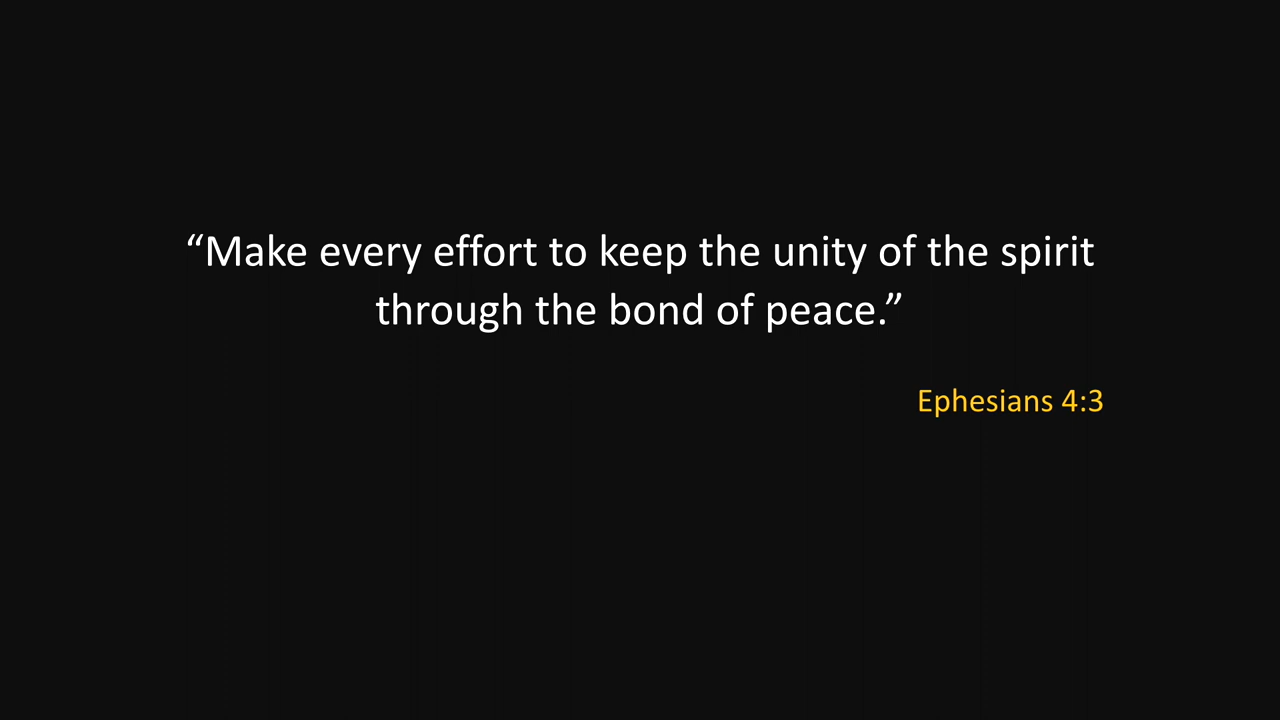 “Make every effort to keep the unity of the spirit
through the bond of peace.”
Ephesians 4:3